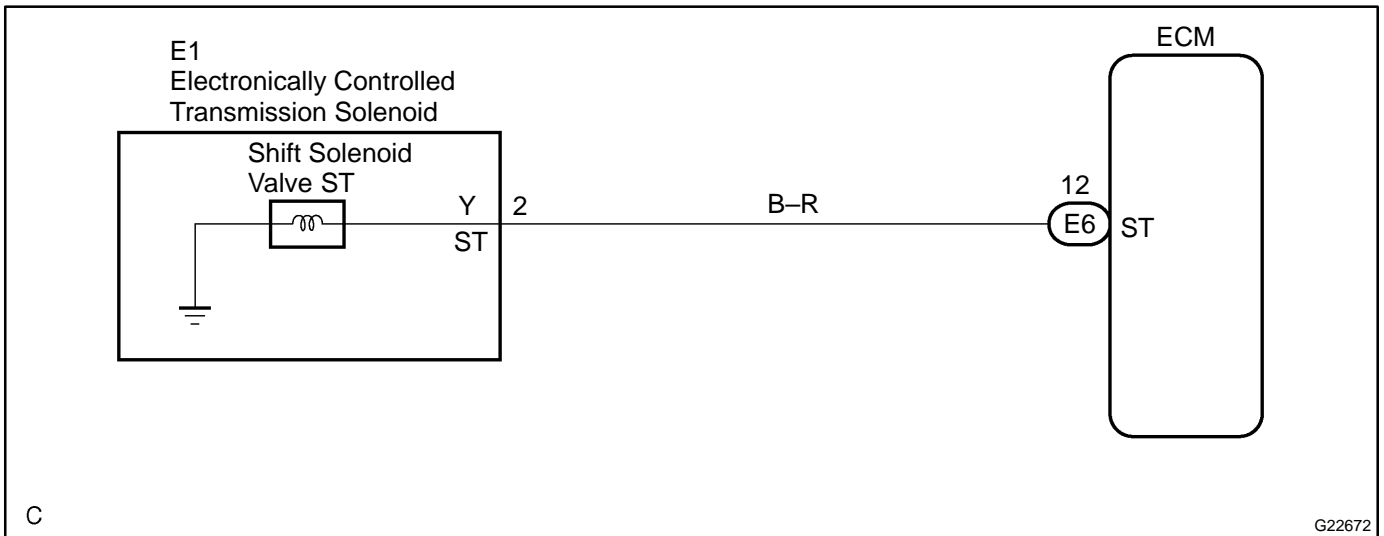 E1
Electronically Controlled
Transmission Solenoid
Shift Solenoid
Valve ST
Y
ST
2
B–R
12
E6
ST
ECM
C
G22672